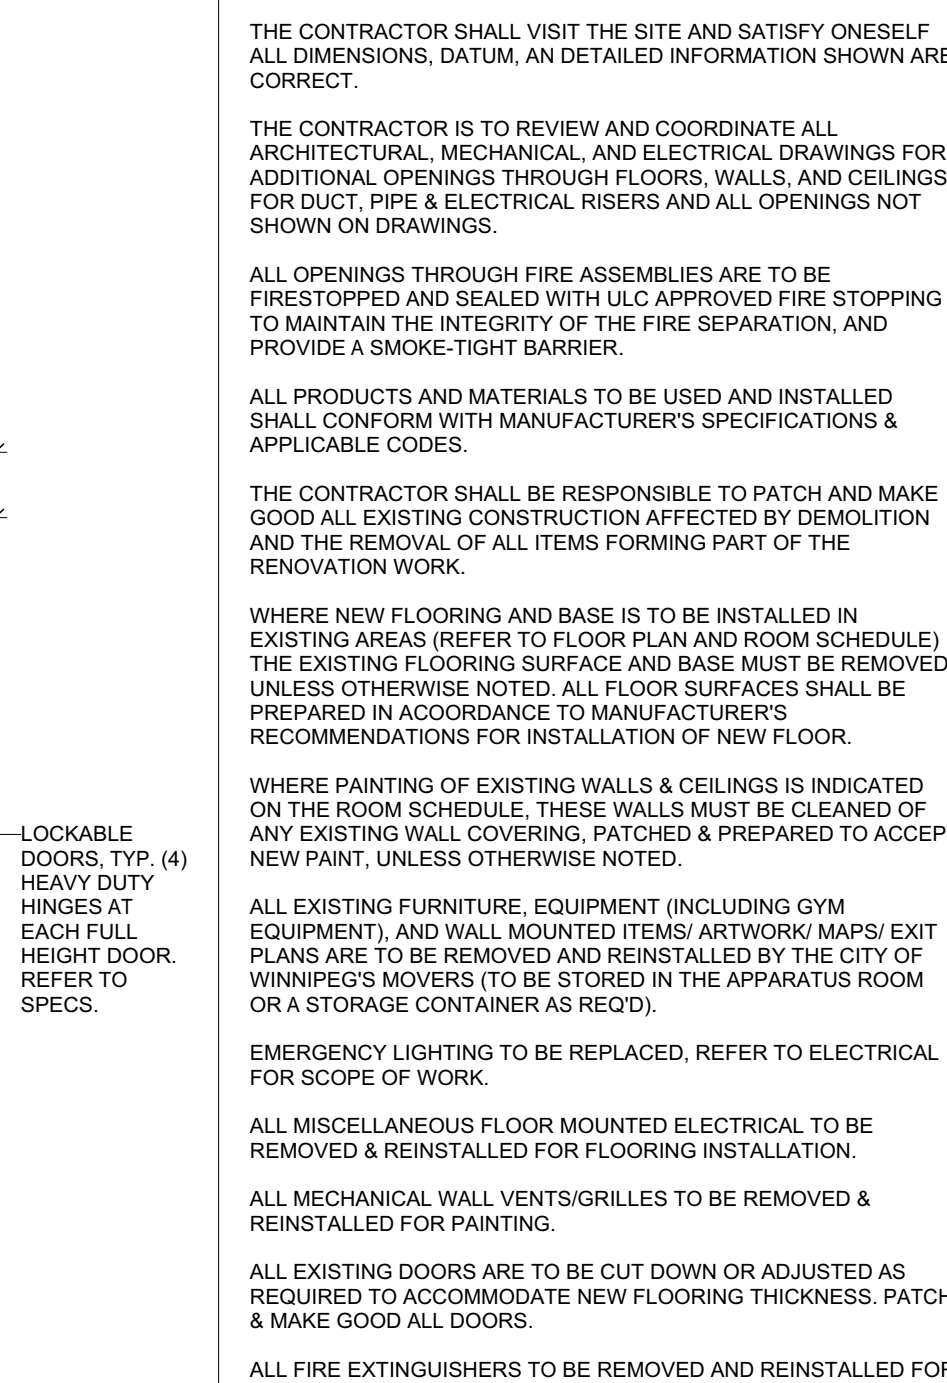 THE CONTRACTOR SHALL VISIT THE SITE AND SATISFY ONESELF
ALL DIMENSIONS, DATUM, AN DETAILED INFORMATION SHOWN ARE
CORRECT.
THE CONTRACTOR IS TO REVIEW AND COORDINATE ALL
ARCHITECTURAL, MECHANICAL, AND ELECTRICAL DRAWINGS FOR
ADDITIONAL OPENINGS THROUGH FLOORS, WALLS, AND CEILINGS
FOR DUCT, PIPE & ELECTRICAL RISERS AND ALL OPENINGS NOT
SHOWN ON DRAWINGS.
ALL OPENINGS THROUGH FIRE ASSEMBLIES ARE TO BE
FIRESTOPPED AND SEALED WITH ULC APPROVED FIRE STOPPING
TO MAINTAIN THE INTEGRITY OF THE FIRE SEPARATION, AND
PROVIDE A SMOKE-TIGHT BARRIER.
ALL PRODUCTS AND MATERIALS TO BE USED AND INSTALLED
SHALL CONFORM WITH MANUFACTURER'S SPECIFICATIONS &
APPLICABLE CODES.
THE CONTRACTOR SHALL BE RESPONSIBLE TO PATCH AND MAKE
GOOD ALL EXISTING CONSTRUCTION AFFECTED BY DEMOLITION
AND THE REMOVAL OF ALL ITEMS FORMING PART OF THE
RENOVATION WORK.
WHERE NEW FLOORING AND BASE IS TO BE INSTALLED IN
EXISTING AREAS (REFER TO FLOOR PLAN AND ROOM SCHEDULE)
THE EXISTING FLOORING SURFACE AND BASE MUST BE REMOVED
UNLESS OTHERWISE NOTED. ALL FLOOR SURFACES SHALL BE
PREPARED IN ACOORDANCE TO MANUFACTURER'S
RECOMMENDATIONS FOR INSTALLATION OF NEW FLOOR.
WHERE PAINTING OF EXISTING WALLS & CEILINGS IS INDICATED
ON THE ROOM SCHEDULE, THESE WALLS MUST BE CLEANED OF
ANY EXISTING WALL COVERING, PATCHED & PREPARED TO ACCEP
NEW PAINT, UNLESS OTHERWISE NOTED.
ALL EXISTING FURNITURE, EQUIPMENT (INCLUDING GYM
EQUIPMENT), AND WALL MOUNTED ITEMS/ ARTWORK/ MAPS/ EXIT
PLANS ARE TO BE REMOVED AND REINSTALLED BY THE CITY OF
WINNIPEG'S MOVERS (TO BE STORED IN THE APPARATUS ROOM
OR A STORAGE CONTAINER AS REQ'D).
EMERGENCY LIGHTING TO BE REPLACED, REFER TO ELECTRICAL
FOR SCOPE OF WORK.
ALL MISCELLANEOUS FLOOR MOUNTED ELECTRICAL TO BE
REMOVED & REINSTALLED FOR FLOORING INSTALLATION.
ALL MECHANICAL WALL VENTS/GRILLES TO BE REMOVED &
REINSTALLED FOR PAINTING.
ALL EXISTING DOORS ARE TO BE CUT DOWN OR ADJUSTED AS
REQUIRED TO ACCOMMODATE NEW FLOORING THICKNESS. PATCH
& MAKE GOOD ALL DOORS.
ALL FIRE EXTINGUISHERS TO BE REMOVED AND REINSTALLED FOR
LOCKABLE
DOORS, TYP. (4)
HEAVY DUTY
HINGES AT
EACH FULL
HEIGHT DOOR.
REFER TO
SPECS.